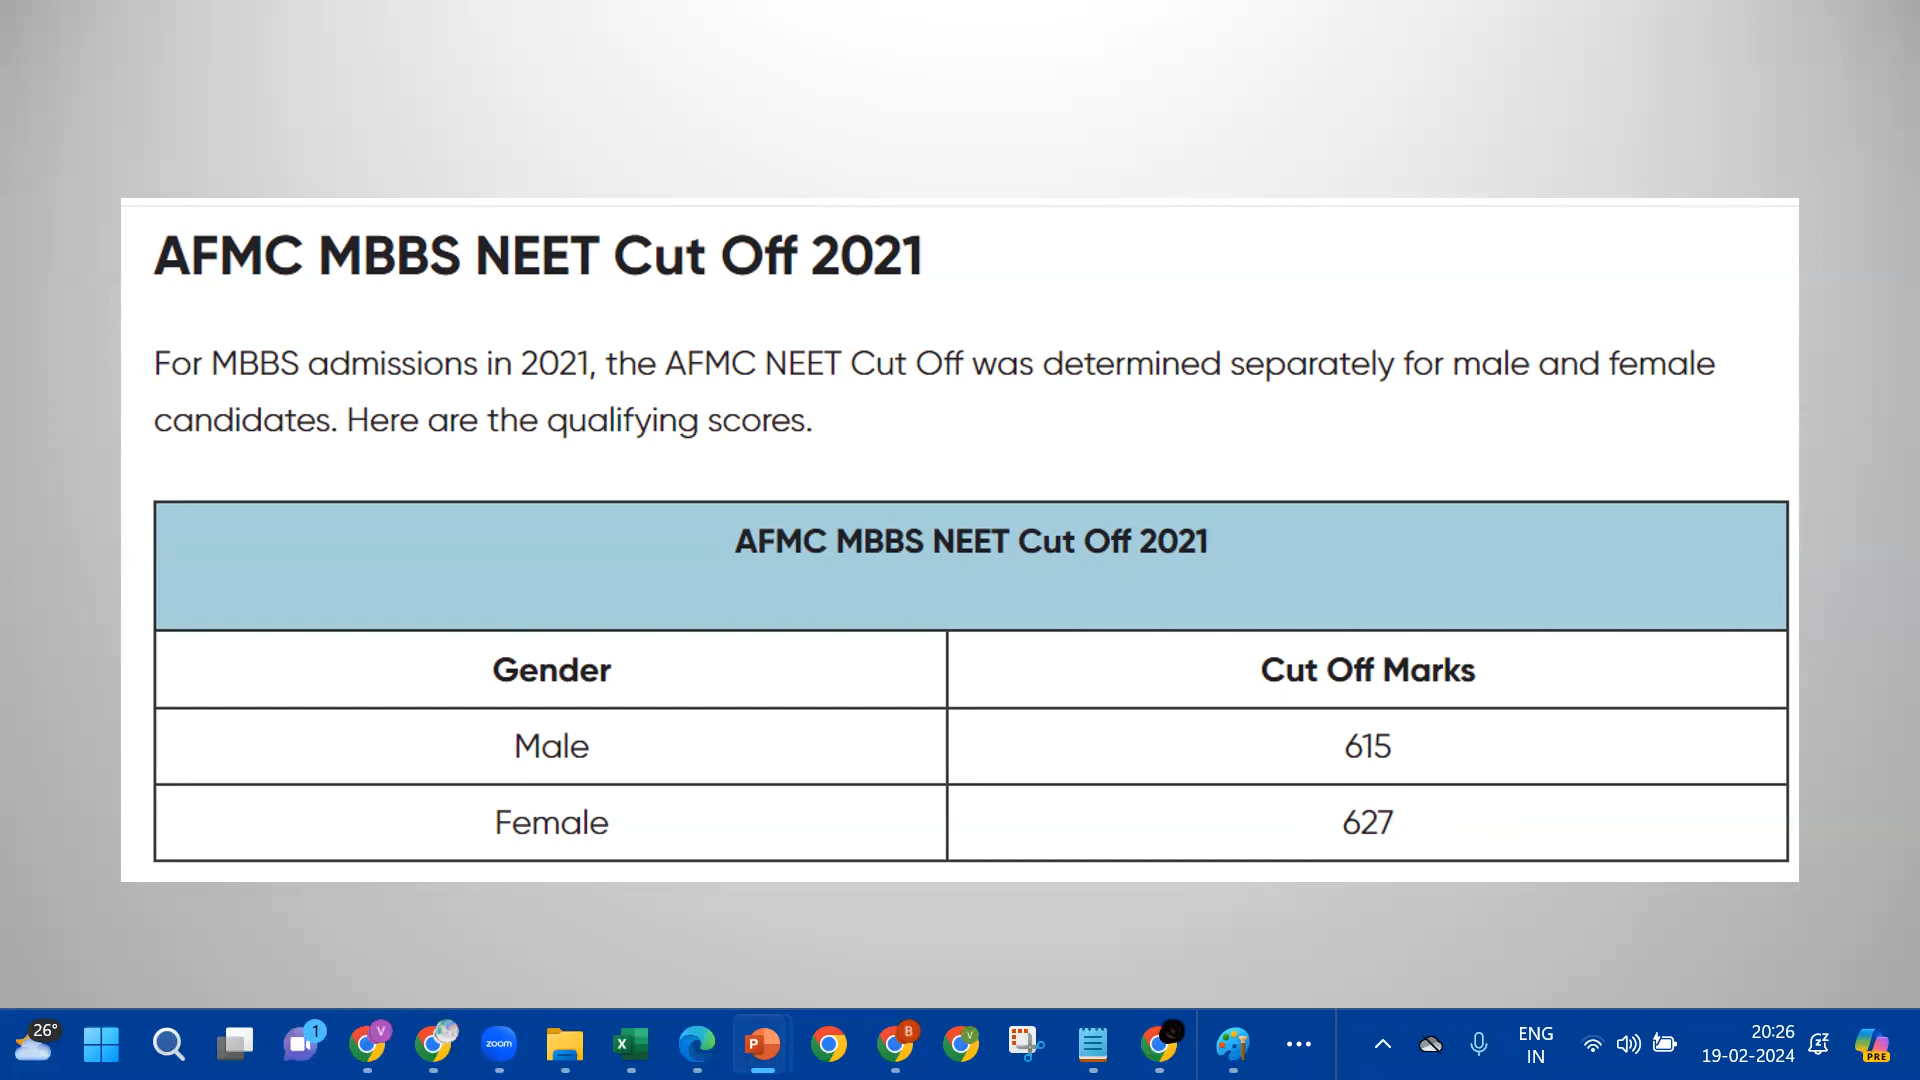 AFMC MBBS NEET Cut Off 2021
For MBBS admissions in 2021, the AFMC NEET Cut Off was determined separately for male and female
candidates. Here are the qualifying scores.
AFMC MBBS NEET Cut Off 2021
Gender Cut Off Marks
Male 615
Female 627
26° 1 V zoom X P B V ENG 20:26
IN 19-02-2024 PRE